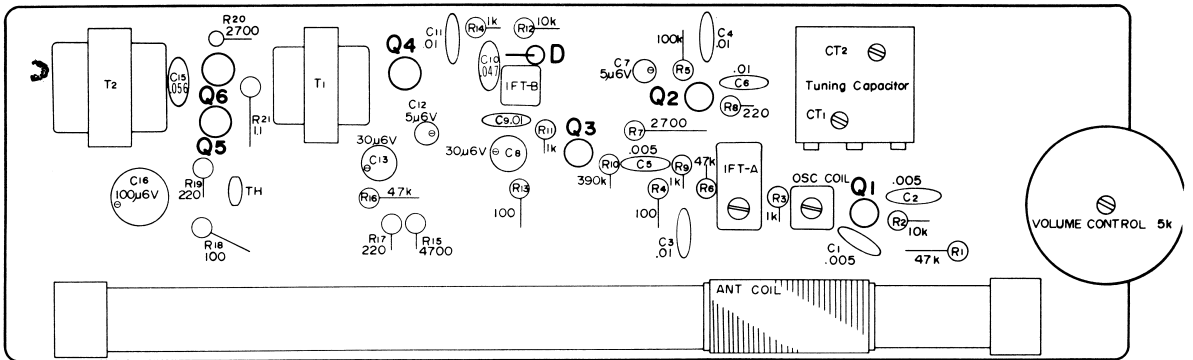 R20
2700
T2
C15
.056
Q6
Q5
R21
1.1
T1
Q4
C11
.01
R14
1k
R12
10k
C10
.047
D
IFT-B
C12
5μ6V
C9.01
R11
1k
Q3
30μ6V
C13
30μ6V
C8
C7
5μ6V
100k
R5
C4
.01
.01
C6
Q2
R8
220
R7
2700
CT2
Tuning Capacitor
CT1
R10
390k
.005
C5
R9
1k
47k
R6
IFT-A
R4
100
R3
1k
OSC COIL
Q1
.005
C2
R2
10k
C1
.005
47k
R1
VOLUME CONTROL 5k
C16
100μ6V
R19
220
TH
R18
100
R16
47k
R17
220
R15
4700
R13
100
C3
.01
ANT COIL